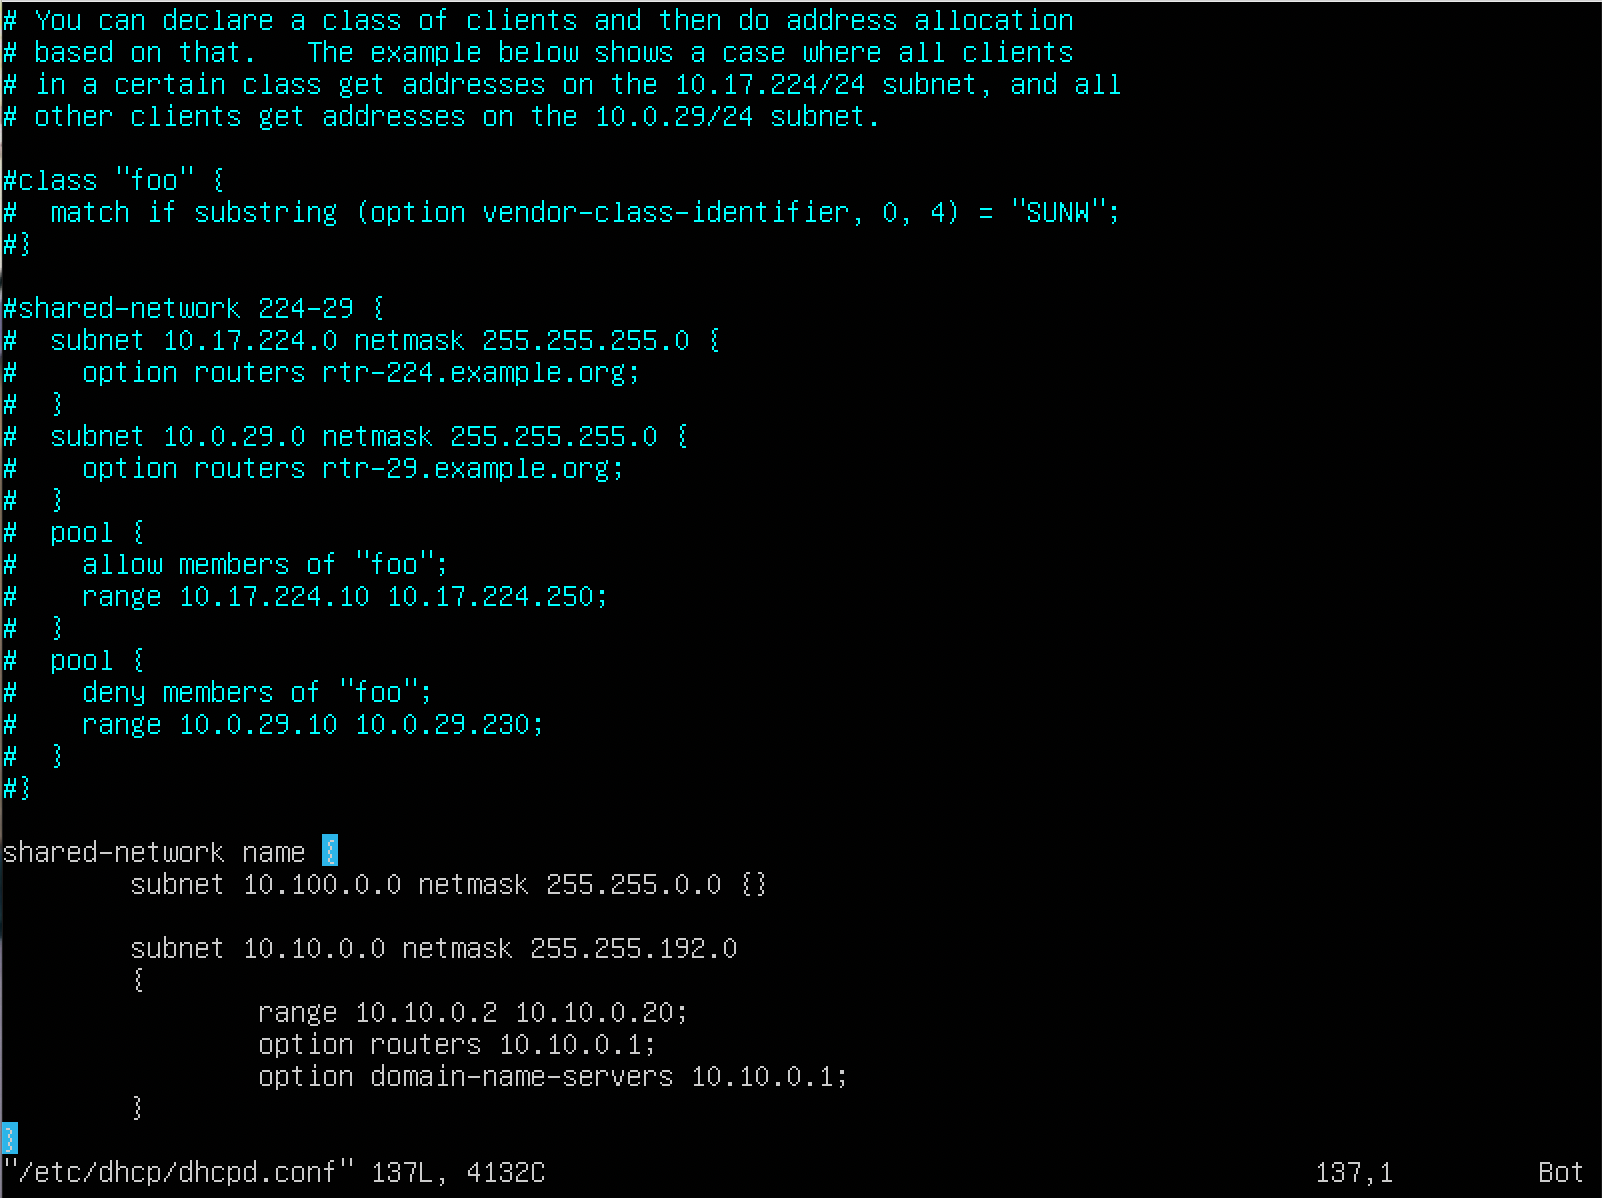 # You can declare a class of clients and then do address allocation
# based on that.   The example below shows a case where all clients
# in a certain class get addresses on the 10.17.224/24 subnet, and all
# other clients get addresses on the 10.0.29/24 subnet.

#class "foo" {
#  match if substring (option vendor-class-identifier, 0, 4) = "SUNW";
#}

#shared-network 224-29 {
#  subnet 10.17.224.0 netmask 255.255.255.0 {
#    option routers rtr-224.example.org;
#  }
#  subnet 10.0.29.0 netmask 255.255.255.0 {
#    option routers rtr-29.example.org;
#  }
#  pool {
#    allow members of "foo";
#    range 10.17.224.10 10.17.224.250;
#  }
#  pool {
#    deny members of "foo";
#    range 10.0.29.10 10.0.29.230;
#  }
#}

shared-network name {
        subnet 10.100.0.0 netmask 255.255.0.0 {}

        subnet 10.10.0.0 netmask 255.255.192.0
        {
                range 10.10.0.2 10.10.0.20;
                option routers 10.10.0.1;
                option domain-name-servers 10.10.0.1;
        }
}
"/etc/dhcp/dhcpd.conf" 137L, 4132C 137,1 Bot